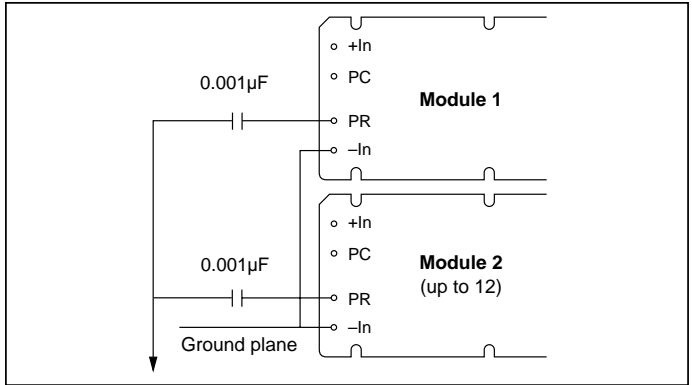 +In
0.001µF
PC
Module 1
PR
–In
+In
0.001µF
PC
Module 2
(up to 12)
PR
–In
Ground plane